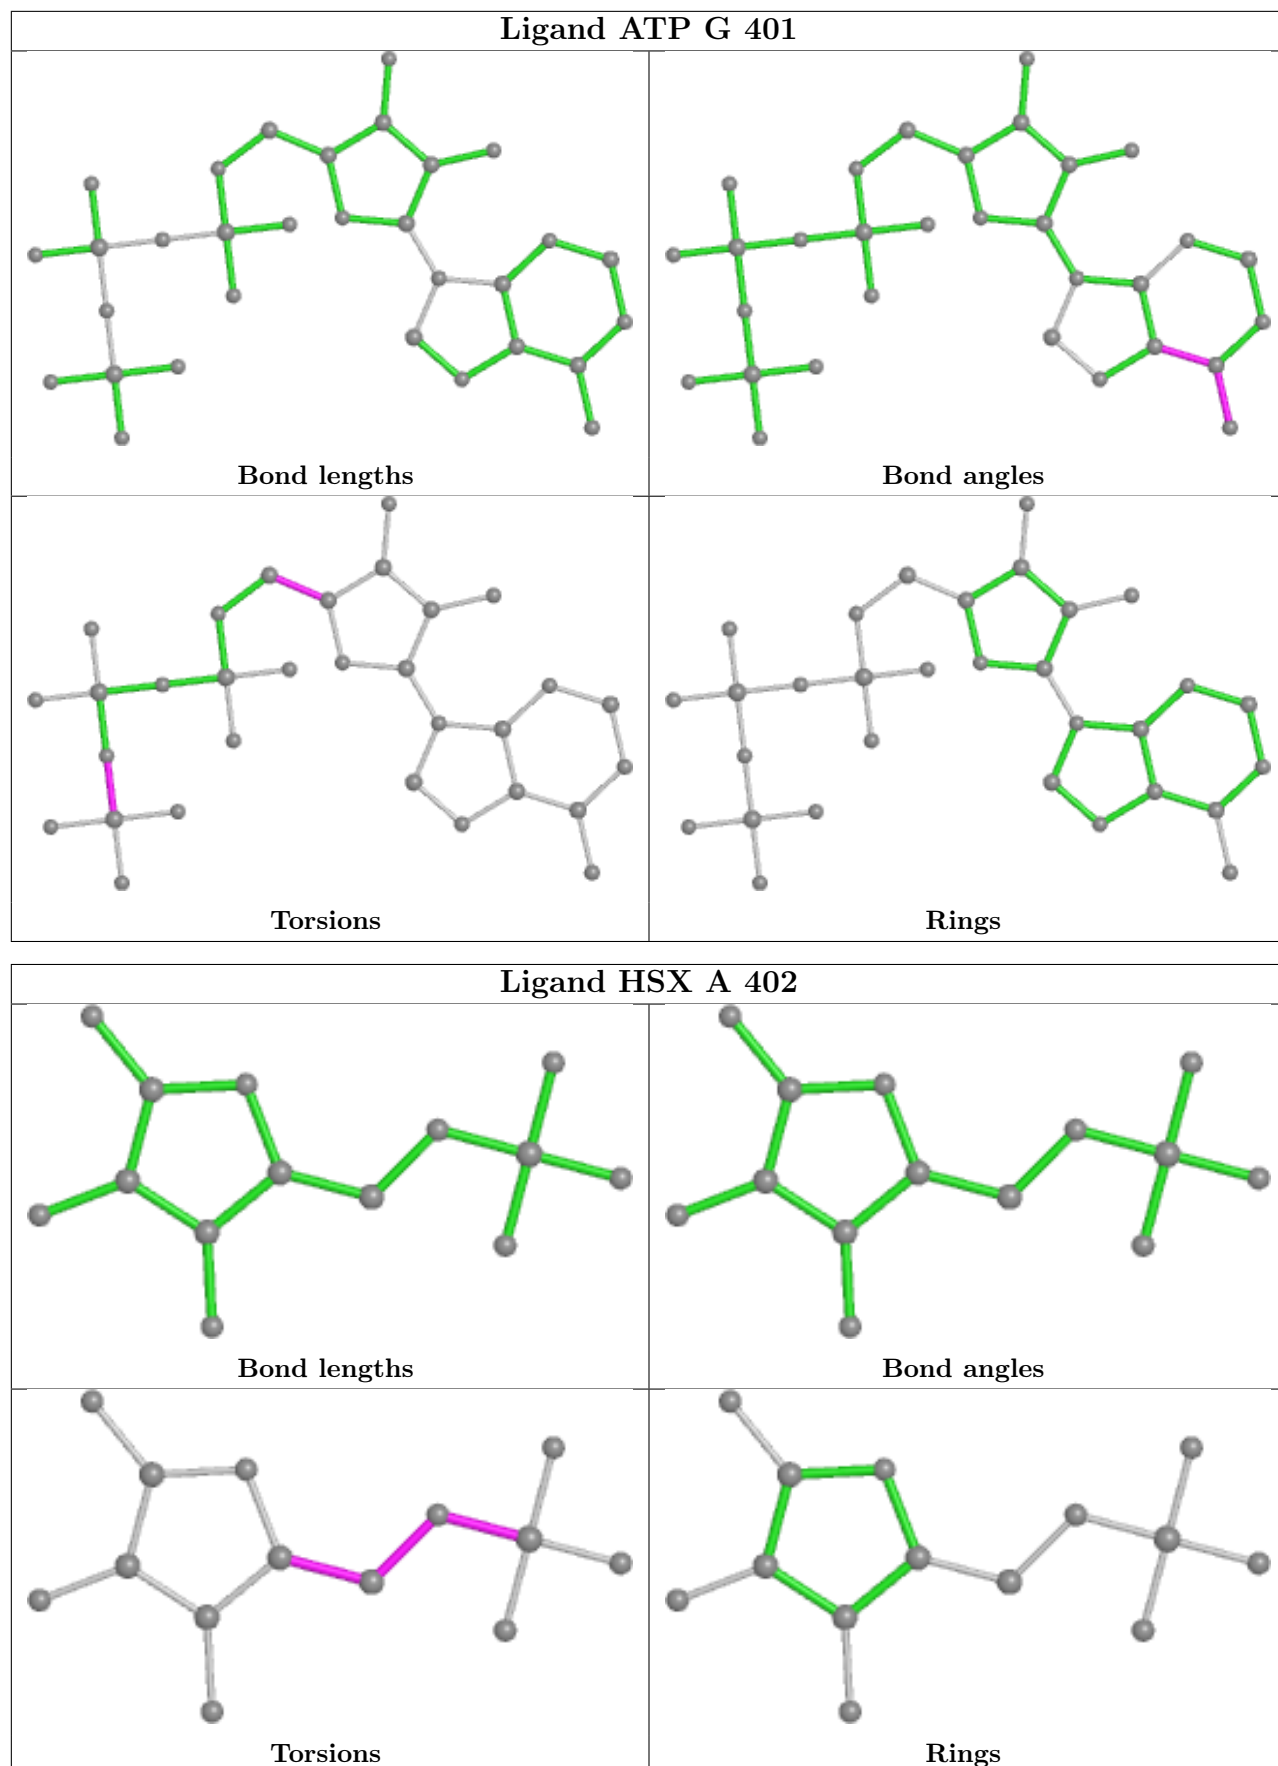 Ligand ATP G 401
Bond lengths
Bond angles
Torsions
Rings
Ligand HSX A 402
Bond lengths
Bond angles
Torsions
Rings